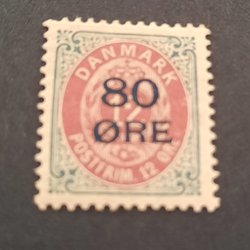 DANMARK
80
ØRE
POSTFRIM. 12 ØRE